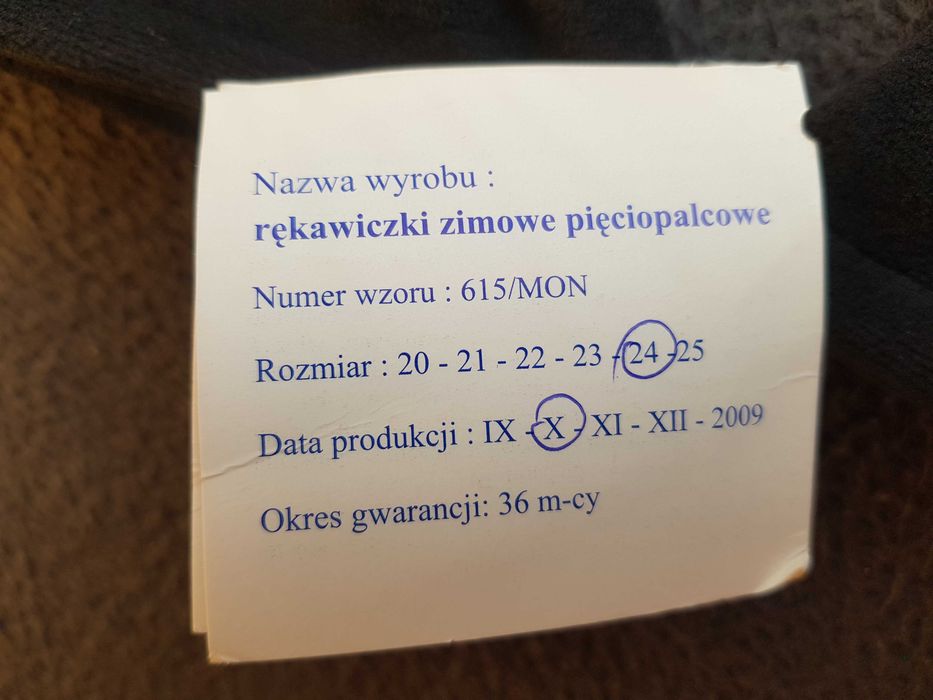 Nazwa wyrobu :
rękawiczki zimowe pięciopalcowe
Numer wzoru : 615/MON
Rozmiar : 20 - 21 - 22 - 23 - 24 - 25
Data produkcji : IX - X - XI - XII - 2009
Okres gwarancji: 36 m-cy